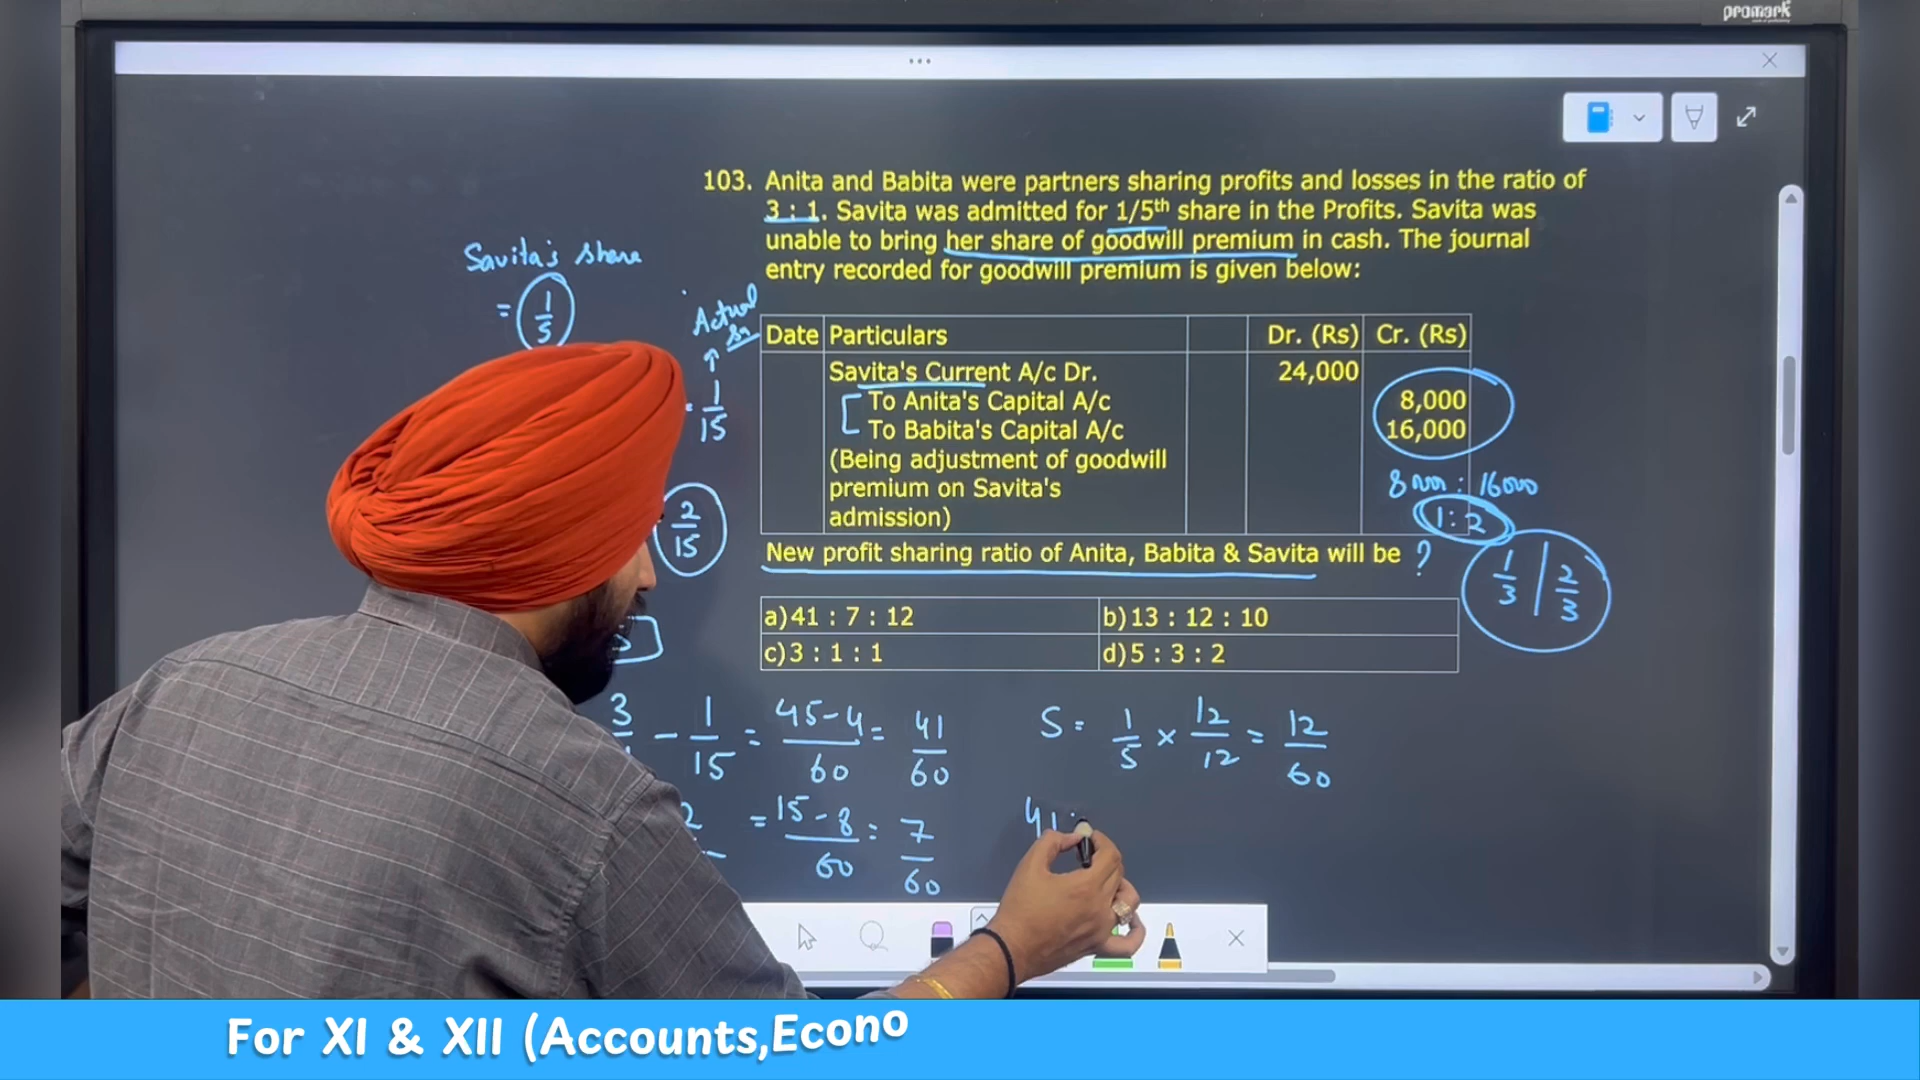 promark
103. Anita and Babita were partners sharing profits and losses in the ratio of
3 : 1. Savita was admitted for 1/5th share in the Profits. Savita was
unable to bring her share of goodwill premium in cash. The journal
entry recorded for goodwill premium is given below:
Savita's share
= 1/5
Actual
= 1/15
2/15
Date Particulars Dr. (Rs) Cr. (Rs)
Savita's Current A/c Dr. 24,000
To Anita's Capital A/c 8,000
To Babita's Capital A/c 16,000
(Being adjustment of goodwill
premium on Savita's
admission)
8000 : 16000
1 : 2
1/3 | 2/3
New profit sharing ratio of Anita, Babita & Savita will be ?
a) 41 : 7 : 12 b) 13 : 12 : 10
c) 3 : 1 : 1 d) 5 : 3 : 2
- 1/15 = 45-4/60 = 41/60
S = 1/5 × 12/12 = 12/60
= 15-8/60 = 7/60
41 :
For XI & XII (Accounts,Econo